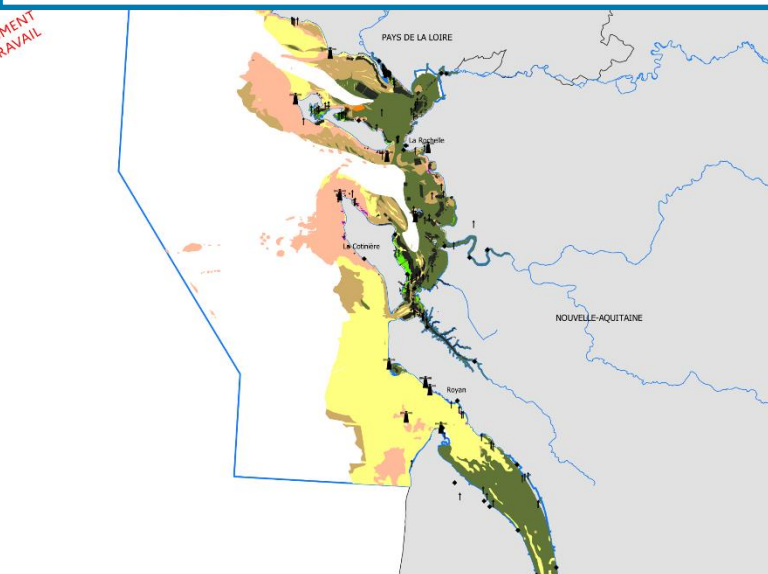 MENT
RAVAIL
PAYS DE LA LOIRE
La Rochelle
La Cotinière
NOUVELLE-AQUITAINE
Royan